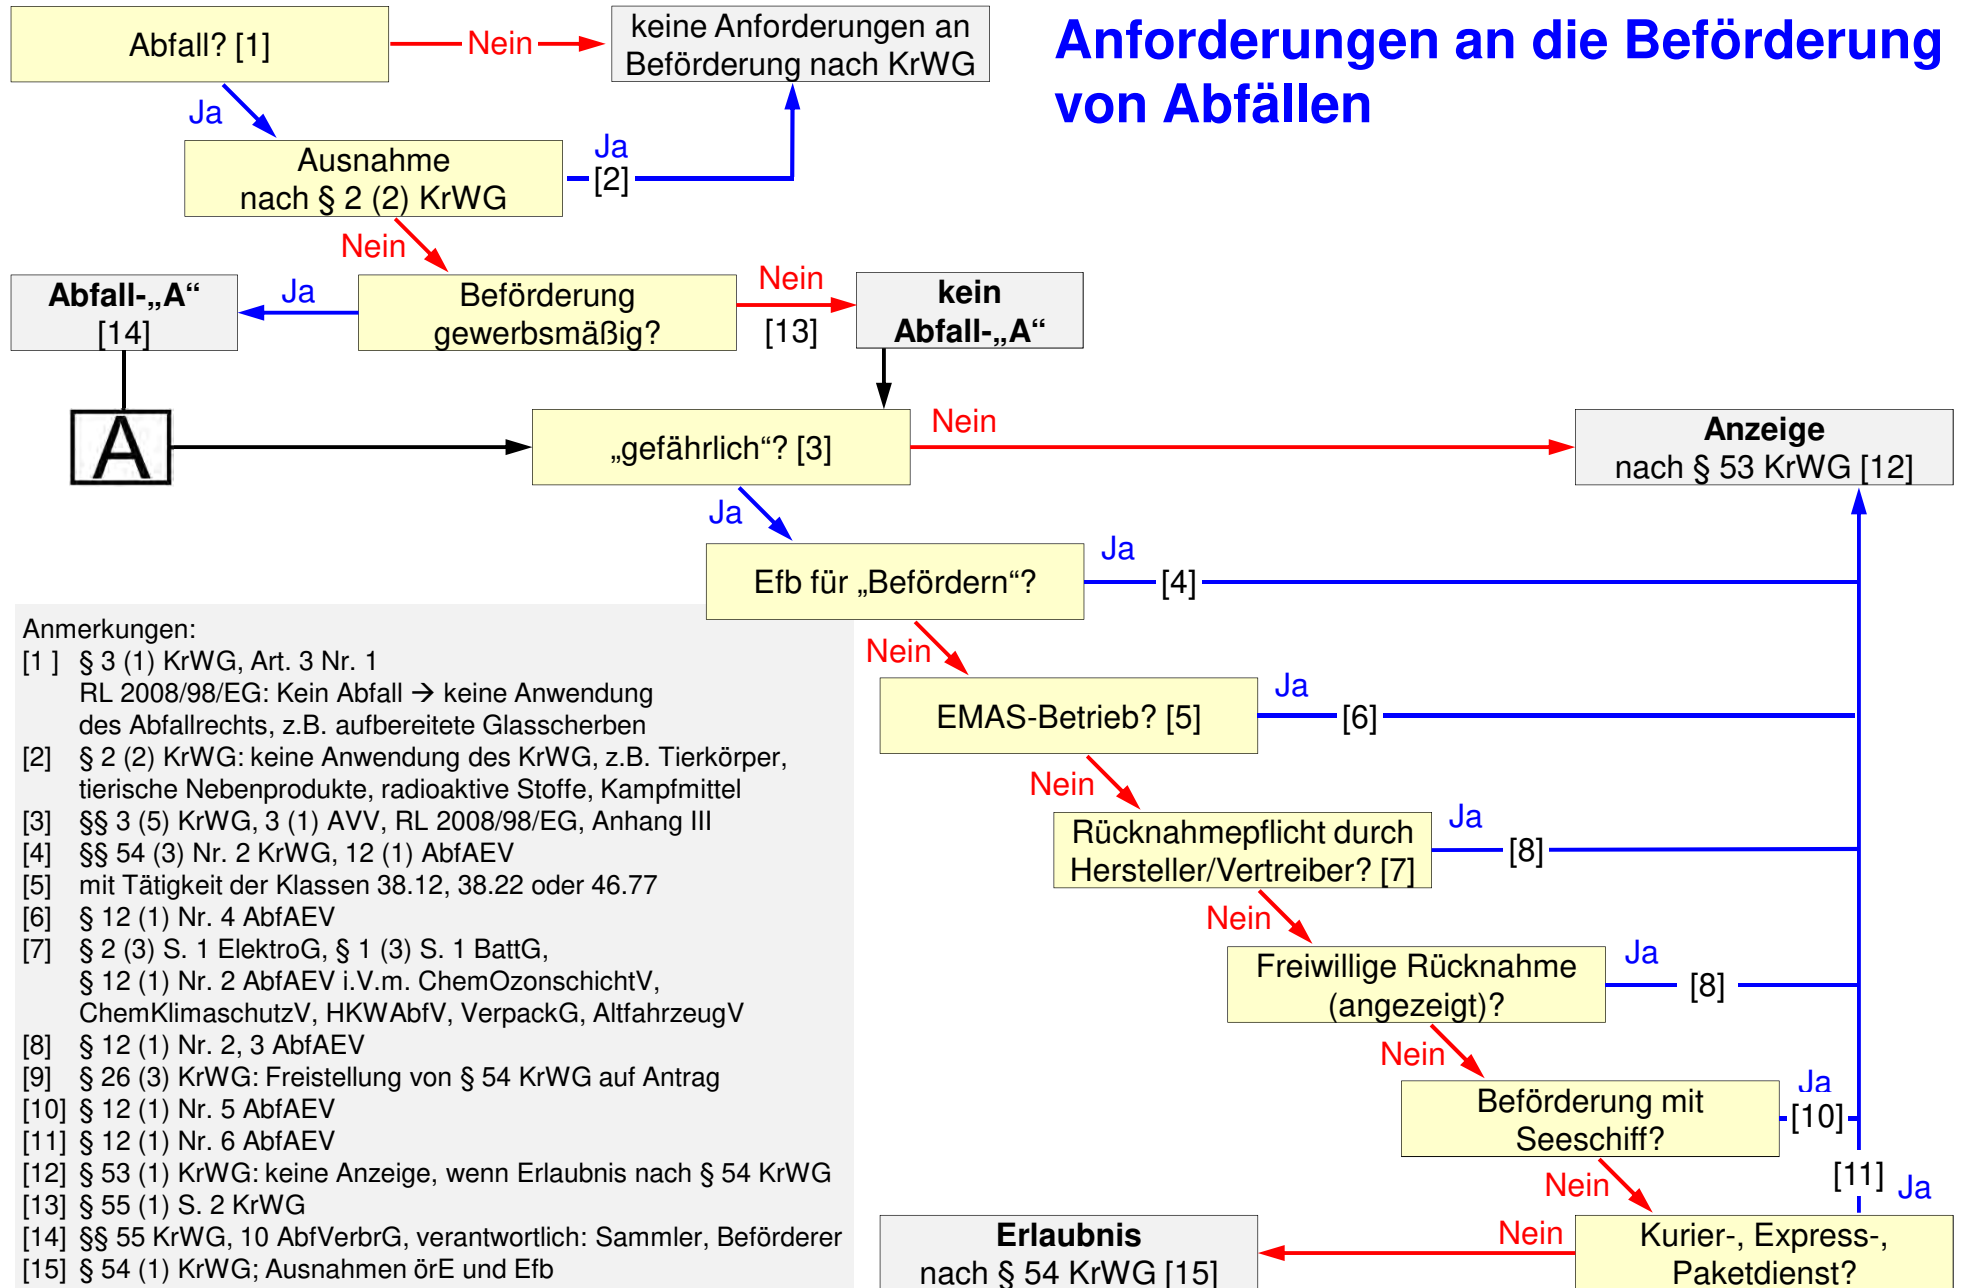 Anforderungen an die Beförderung
von Abfällen
Abfall? [1]
Nein
keine Anforderungen an
Beförderung nach KrWG
Ja
Ausnahme
nach § 2 (2) KrWG
Ja
[2]
Nein
Abfall-„A“
[14]
Ja
Beförderung
gewerbsmäßig?
Nein
[13]
kein
Abfall-„A“
A
„gefährlich“? [3]
Nein
Anzeige
nach § 53 KrWG [12]
Ja
Efb für „Befördern“?
Ja
[4]
Nein
EMAS-Betrieb? [5]
Ja
[6]
Nein
Rücknahmepflicht durch
Hersteller/Vertreiber? [7]
Ja
[8]
Nein
Freiwillige Rücknahme
(angezeigt)?
Ja
[8]
Nein
Beförderung mit
Seeschiff?
Ja
[10]
Nein
[11]
Ja
Kurier-, Express-,
Paketdienst?
Nein
Erlaubnis
nach § 54 KrWG [15]
Anmerkungen:
[1 ] § 3 (1) KrWG, Art. 3 Nr. 1
RL 2008/98/EG: Kein Abfall → keine Anwendung
des Abfallrechts, z.B. aufbereitete Glasscherben
[2] § 2 (2) KrWG: keine Anwendung des KrWG, z.B. Tierkörper,
tierische Nebenprodukte, radioaktive Stoffe, Kampfmittel
[3] §§ 3 (5) KrWG, 3 (1) AVV, RL 2008/98/EG, Anhang III
[4] §§ 54 (3) Nr. 2 KrWG, 12 (1) AbfAEV
[5] mit Tätigkeit der Klassen 38.12, 38.22 oder 46.77
[6] § 12 (1) Nr. 4 AbfAEV
[7] § 2 (3) S. 1 ElektroG, § 1 (3) S. 1 BattG,
§ 12 (1) Nr. 2 AbfAEV i.V.m. ChemOzonschichtV,
ChemKlimaschutzV, HKWAbfV, VerpackG, AltfahrzeugV
[8] § 12 (1) Nr. 2, 3 AbfAEV
[9] § 26 (3) KrWG: Freistellung von § 54 KrWG auf Antrag
[10] § 12 (1) Nr. 5 AbfAEV
[11] § 12 (1) Nr. 6 AbfAEV
[12] § 53 (1) KrWG: keine Anzeige, wenn Erlaubnis nach § 54 KrWG
[13] § 55 (1) S. 2 KrWG
[14] §§ 55 KrWG, 10 AbfVerbrG, verantwortlich: Sammler, Beförderer
[15] § 54 (1) KrWG; Ausnahmen örE und Efb